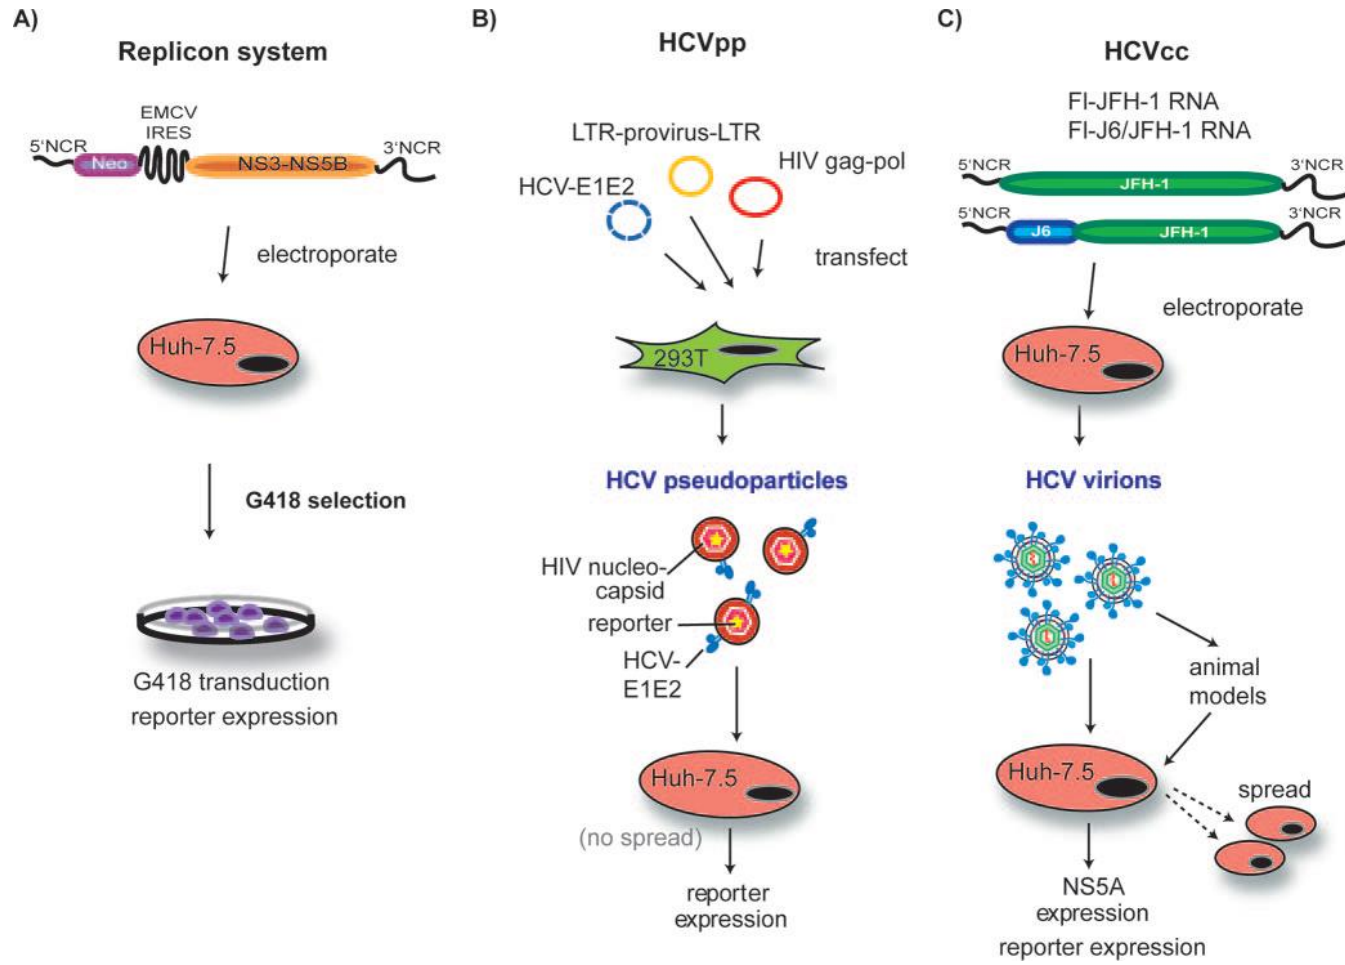 A)
Replicon system
EMCV
IRES
5'NCR
Neo
NS3-NS5B
3'NCR
electroporate
Huh-7.5
G418 selection
G418 transduction
reporter expression
B)
HCVpp
LTR-provirus-LTR
HIV gag-pol
HCV-E1E2
transfect
293T
HCV pseudoparticles
HIV nucleo-
capsid
reporter
HCV-
E1E2
Huh-7.5
(no spread)
reporter
expression
C)
HCVcc
Fl-JFH-1 RNA
Fl-J6/JFH-1 RNA
5'NCR
JFH-1
3'NCR
5'NCR
J6
JFH-1
3'NCR
electroporate
Huh-7.5
HCV virions
animal
models
Huh-7.5
spread
NS5A
expression
reporter expression